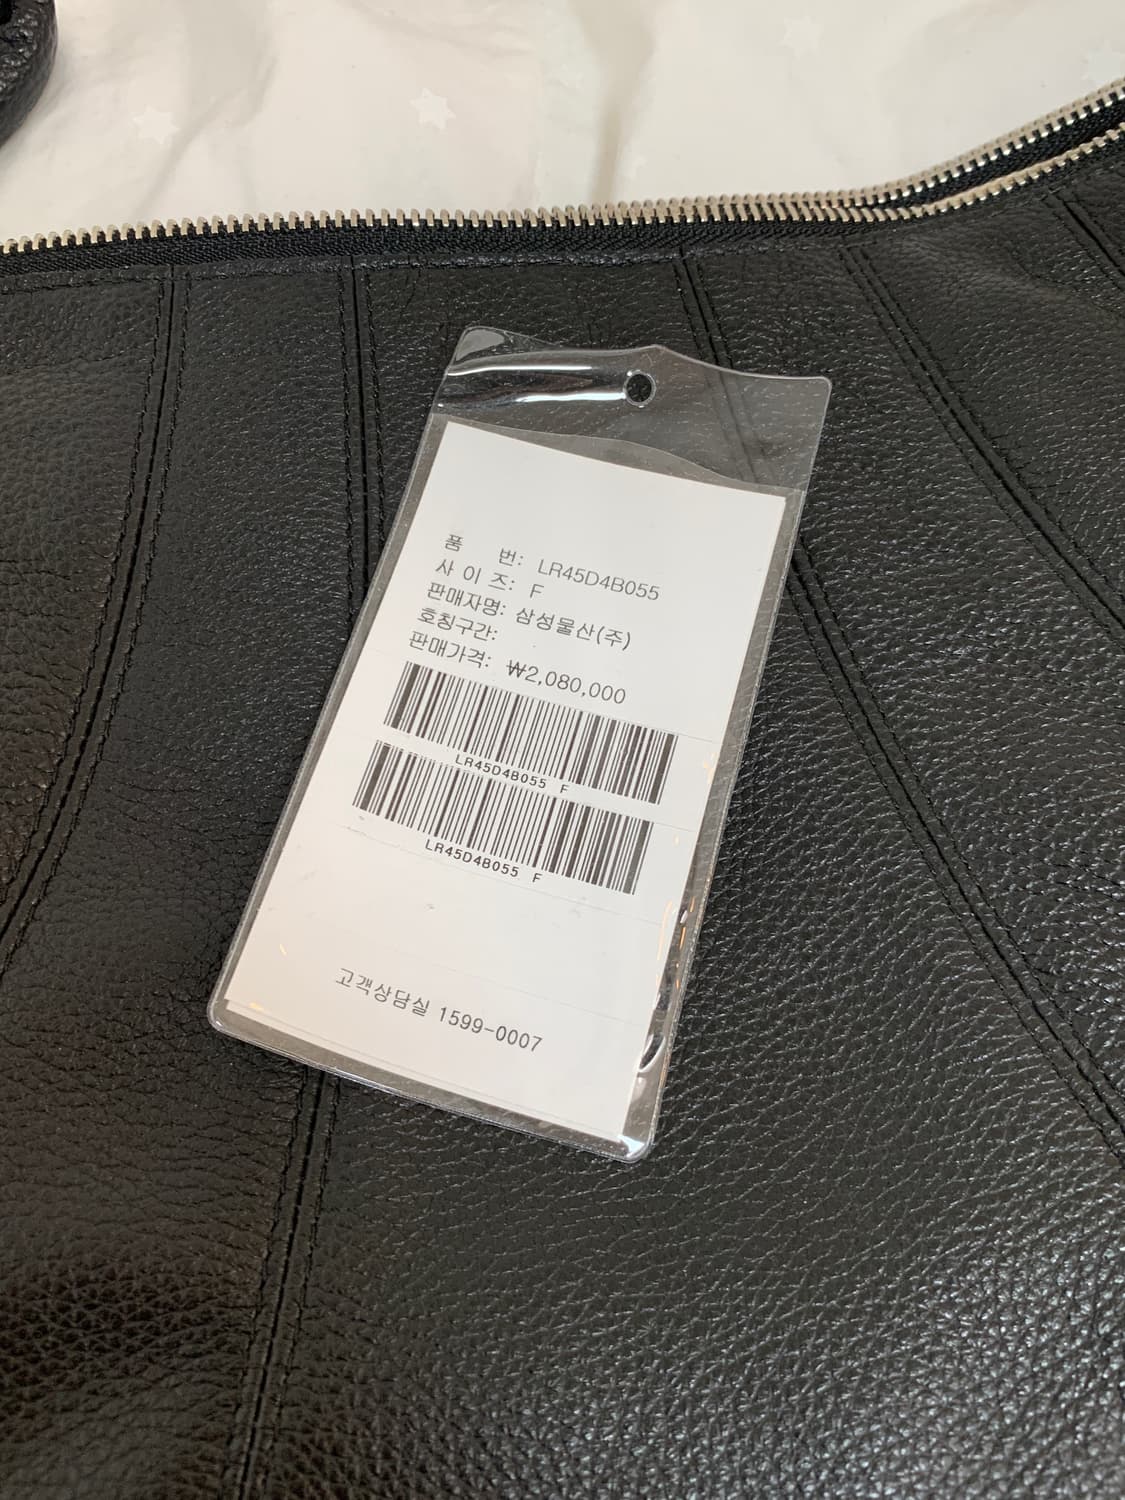 품 번: LR45D4B055
사 이 즈: F
판매자명: 삼성물산(주)
호칭구간:
판매가격: ₩2,080,000
LR45D4B055 F
LR45D4B055 F
고객상담실 1599-0007